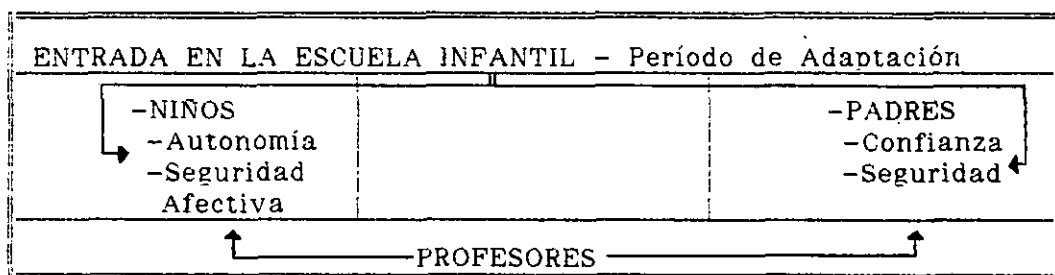 ENTRADA EN LA ESCUELA INFANTIL - Período de Adaptación
-NIÑOS
-Autonomía
-Seguridad
Afectiva
-PADRES
-Confianza
-Seguridad
PROFESORES